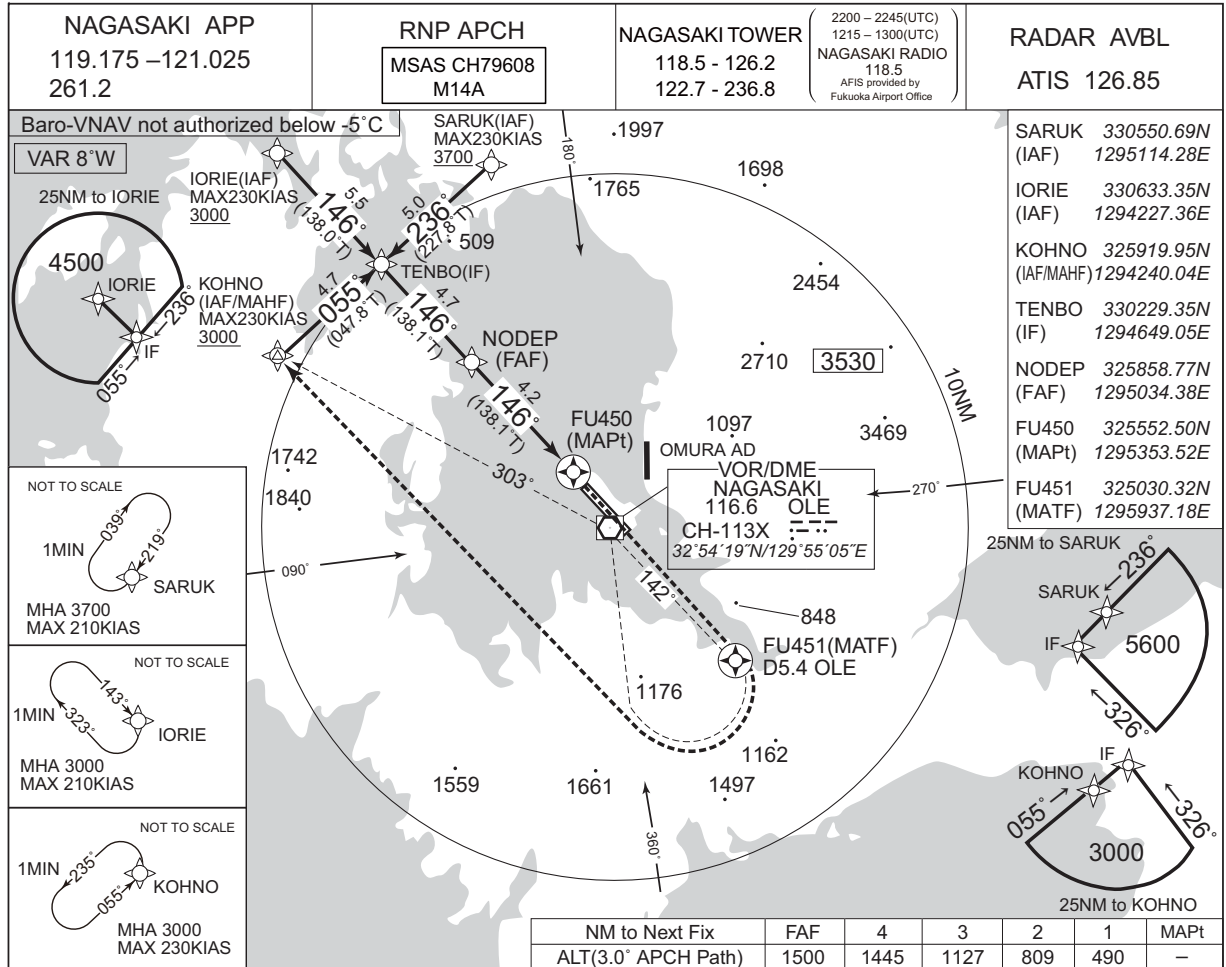 NAGASAKI APP
119.175 –121.025
261.2
RNP APCH
MSAS CH79608
M14A
NAGASAKI TOWER
118.5 - 126.2
122.7 - 236.8
2200 – 2245(UTC)
1215 – 1300(UTC)
NAGASAKI RADIO
118.5
AFIS provided by
Fukuoka Airport Office
RADAR AVBL
ATIS 126.85
Baro-VNAV not authorized below -5˚C
VAR 8˚W
SARUK(IAF)
MAX230KIAS
3700
IORIE(IAF)
MAX230KIAS
3000
5.5
146˚
(138.0˚T)
5.0
236˚
(227.8˚T)
509
TENBO(IF)
KOHNO
(IAF/MAHF)
MAX230KIAS
3000
4.7
055˚
(047.8˚T)
4.7
146˚
(138.1˚T)
NODEP
(FAF)
4.2
146˚
(138.1˚T)
FU450
(MAPt)
180˚
1997
1698
1765
2454
2710
3530
10NM
1097
3469
OMURA AD
VOR/DME
NAGASAKI
116.6 OLE
CH-113X
32˚54´19˝N/129˚55´05˝E
270˚
303˚
142˚
1742
1840
090˚
848
FU451(MATF)
D5.4 OLE
1176
1162
1559
1661
1497
360˚
25NM to IORIE
4500
IORIE
IF
←236˚
055˚→
NOT TO SCALE
039˚
219˚
1MIN
SARUK
MHA 3700
MAX 210KIAS
NOT TO SCALE
143˚
323˚
1MIN
IORIE
MHA 3000
MAX 210KIAS
NOT TO SCALE
1MIN
235˚
055˚
KOHNO
MHA 3000
MAX 230KIAS
SARUK 330550.69N
(IAF) 1295114.28E
IORIE 330633.35N
(IAF) 1294227.36E
KOHNO 325919.95N
(IAF/MAHF) 1294240.04E
TENBO 330229.35N
(IF) 1294649.05E
NODEP 325858.77N
(FAF) 1295034.38E
FU450 325552.50N
(MAPt) 1295353.52E
FU451 325030.32N
(MATF) 1295937.18E
25NM to SARUK
←236˚
SARUK
IF
5600
←326˚
IF
KOHNO
055˚→
←326˚
3000
25NM to KOHNO
NM to Next Fix FAF 4 3 2 1 MAPt
ALT(3.0˚ APCH Path) 1500 1445 1127 809 490 –